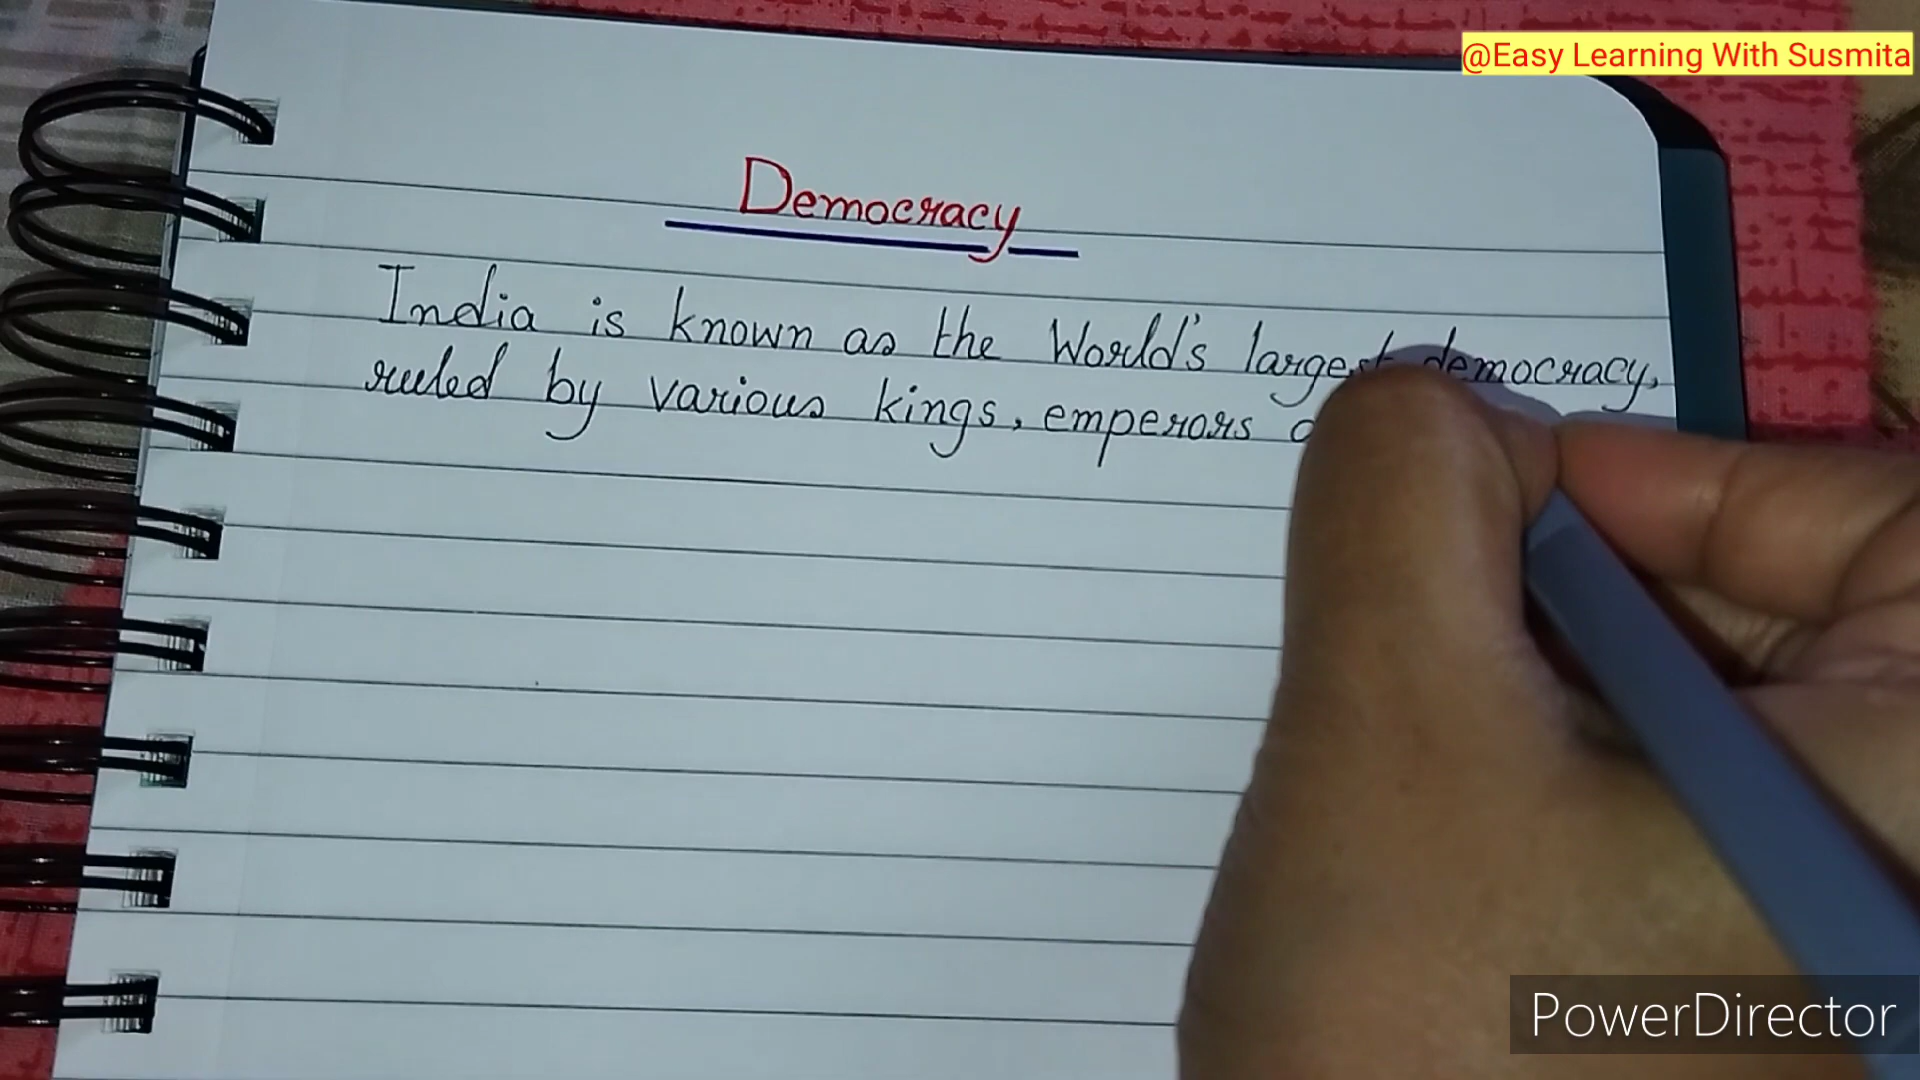 @Easy Learning With Susmita
Democracy
India is known as the World's largest democracy,
ruled by various kings, emperors
PowerDirector